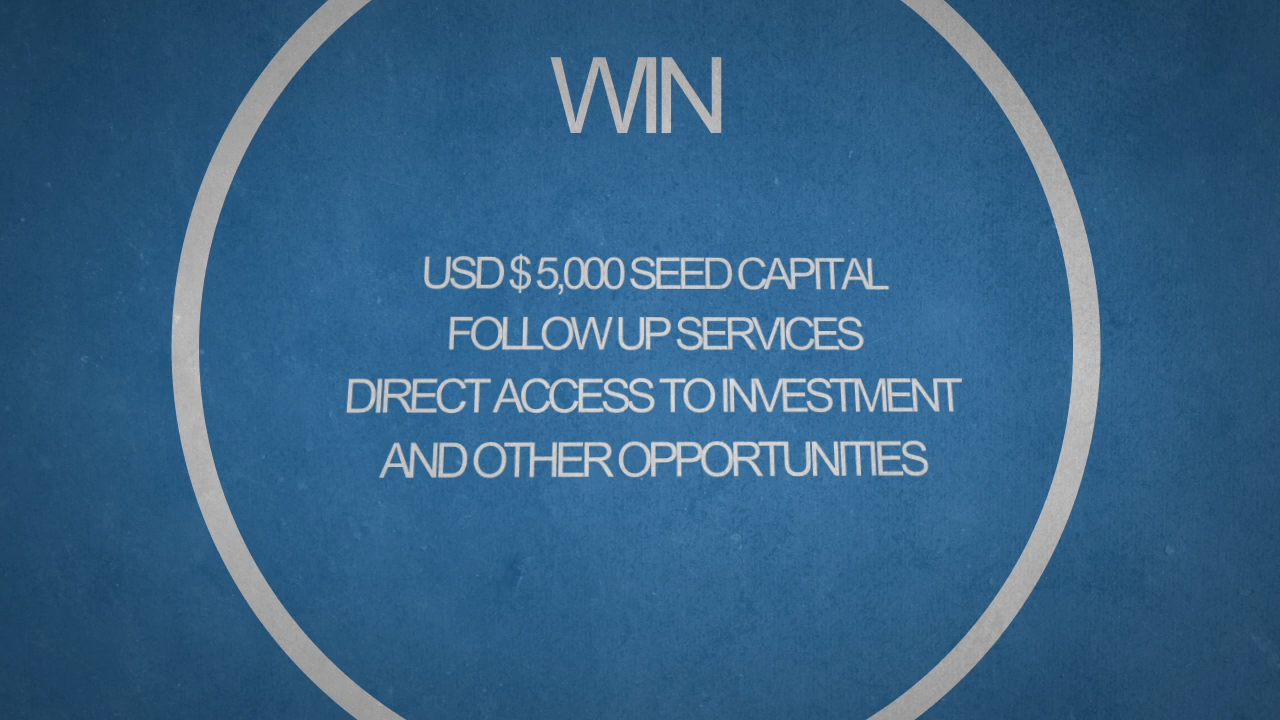 WIN
USD $ 5,000 SEED CAPITAL
FOLLOW UP SERVICES
DIRECT ACCESS TO INVESTMENT
AND OTHER OPPORTUNITIES